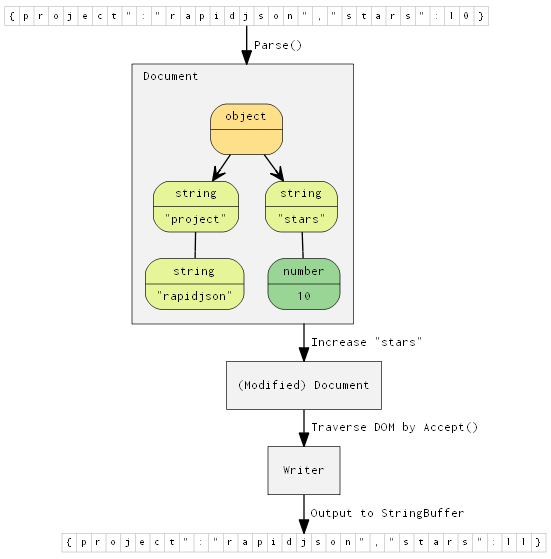 {project":"rapidjson","stars":10}
Parse()
Document
object
string string
"project" "stars"
string number
"rapidjson" 10
Increase "stars"
(Modified) Document
Traverse DOM by Accept()
Writer
Output to StringBuffer
{project":"rapidjson","stars":11}